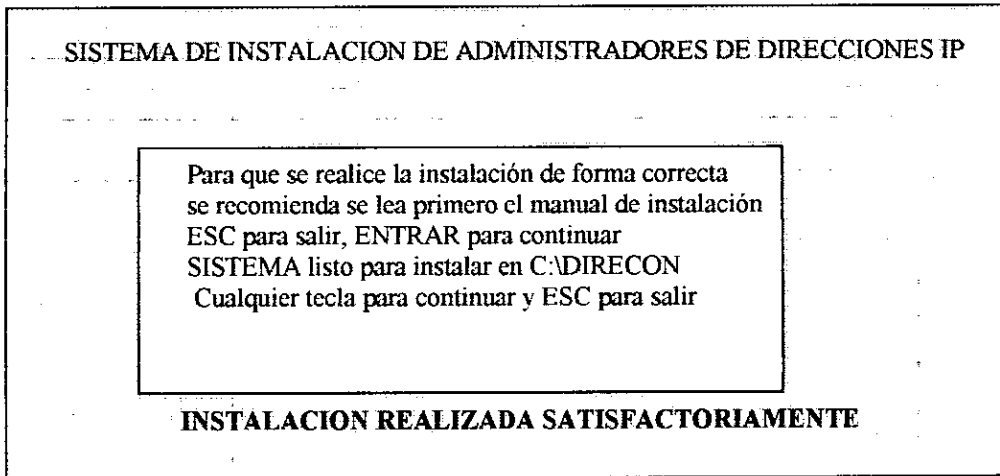 SISTEMA DE INSTALACION DE ADMINISTRADORES DE DIRECCIONES IP
Para que se realice la instalación de forma correcta
se recomienda se lea primero el manual de instalación
ESC para salir, ENTRAR para continuar
SISTEMA listo para instalar en C:\DIRECON
Cualquier tecla para continuar y ESC para salir
INSTALACION REALIZADA SATISFACTORIAMENTE